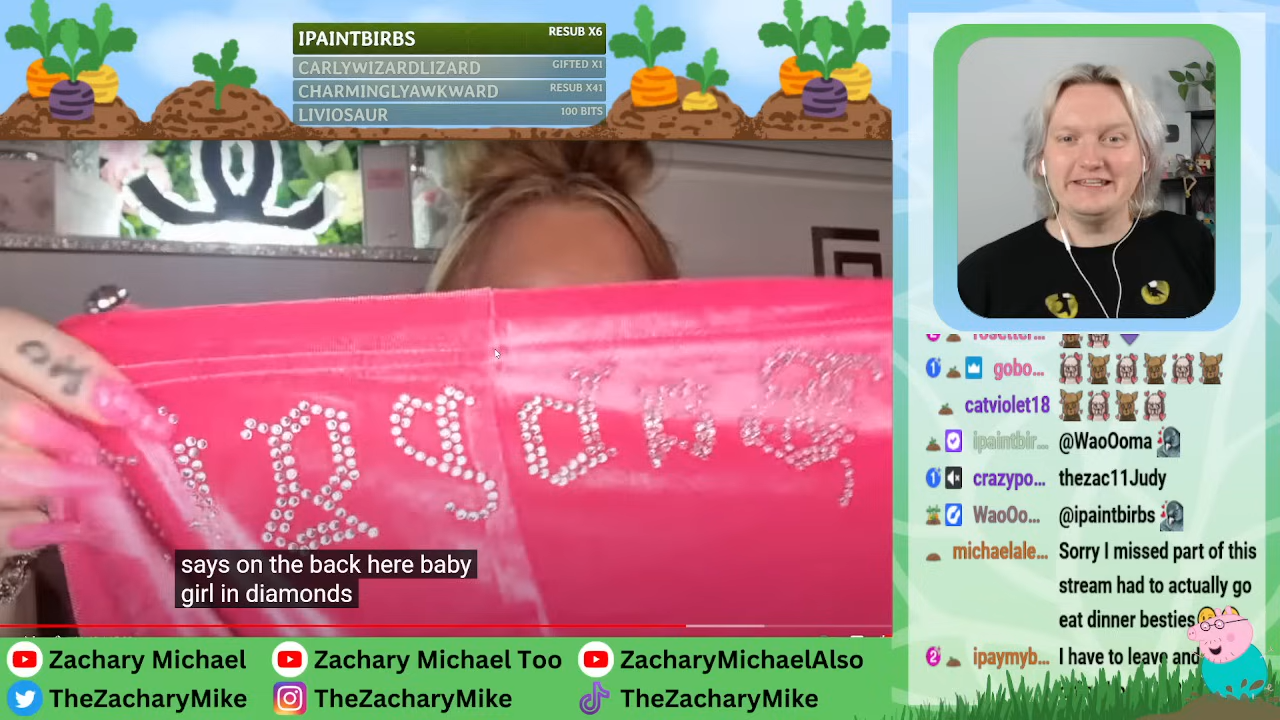 IPAINTBIRBS RESUB X6
CARLYWIZARDLIZARD GIFTED X1
CHARMINGLYAWKWARD RESUB X41
LIVIOSAUR 100 BITS
says on the back here baby
girl in diamonds
gobo...
catviolet18
ipaintbir... @WaoOoma
crazypo... thezac11Judy
WaoOo... @ipaintbirbs
michaelale... Sorry I missed part of this
stream had to actually go
eat dinner besties
ipaymyb... I have to leave and
Zachary Michael
Zachary Michael Too
ZacharyMichaelAlso
TheZacharyMike
TheZacharyMike
TheZacharyMike